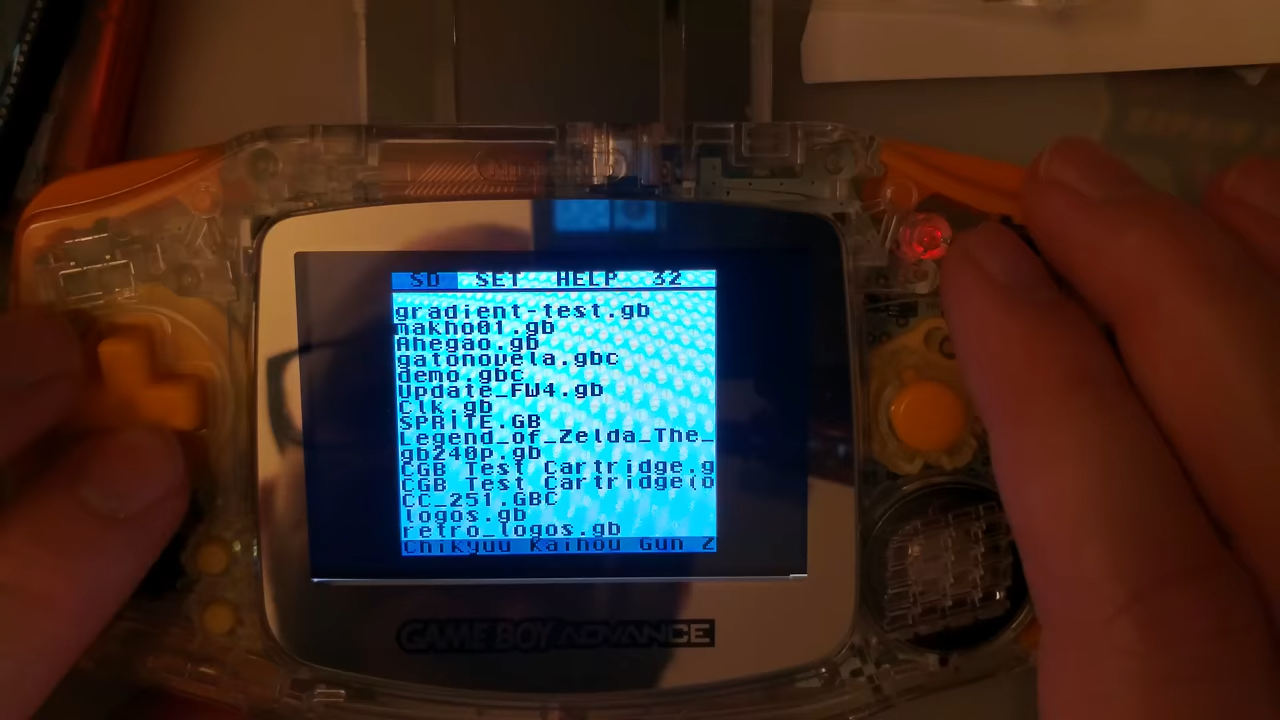 SD SET HELP 32
gradient-test.gb
makho01.gb
Ahegao.gb
gatonovela.gbc
demo.gbc
Update_FW4.gb
Clk.gb
SPRITE.GB
Legend_of_Zelda_The_
gb240p.gb
CGB Test Cartridge.g
CGB Test Cartridge(o
CC_251.GBC
logos.gb
retro_logos.gb
Chikyuu Kaihou Gun Z
GAME BOY ADVANCE